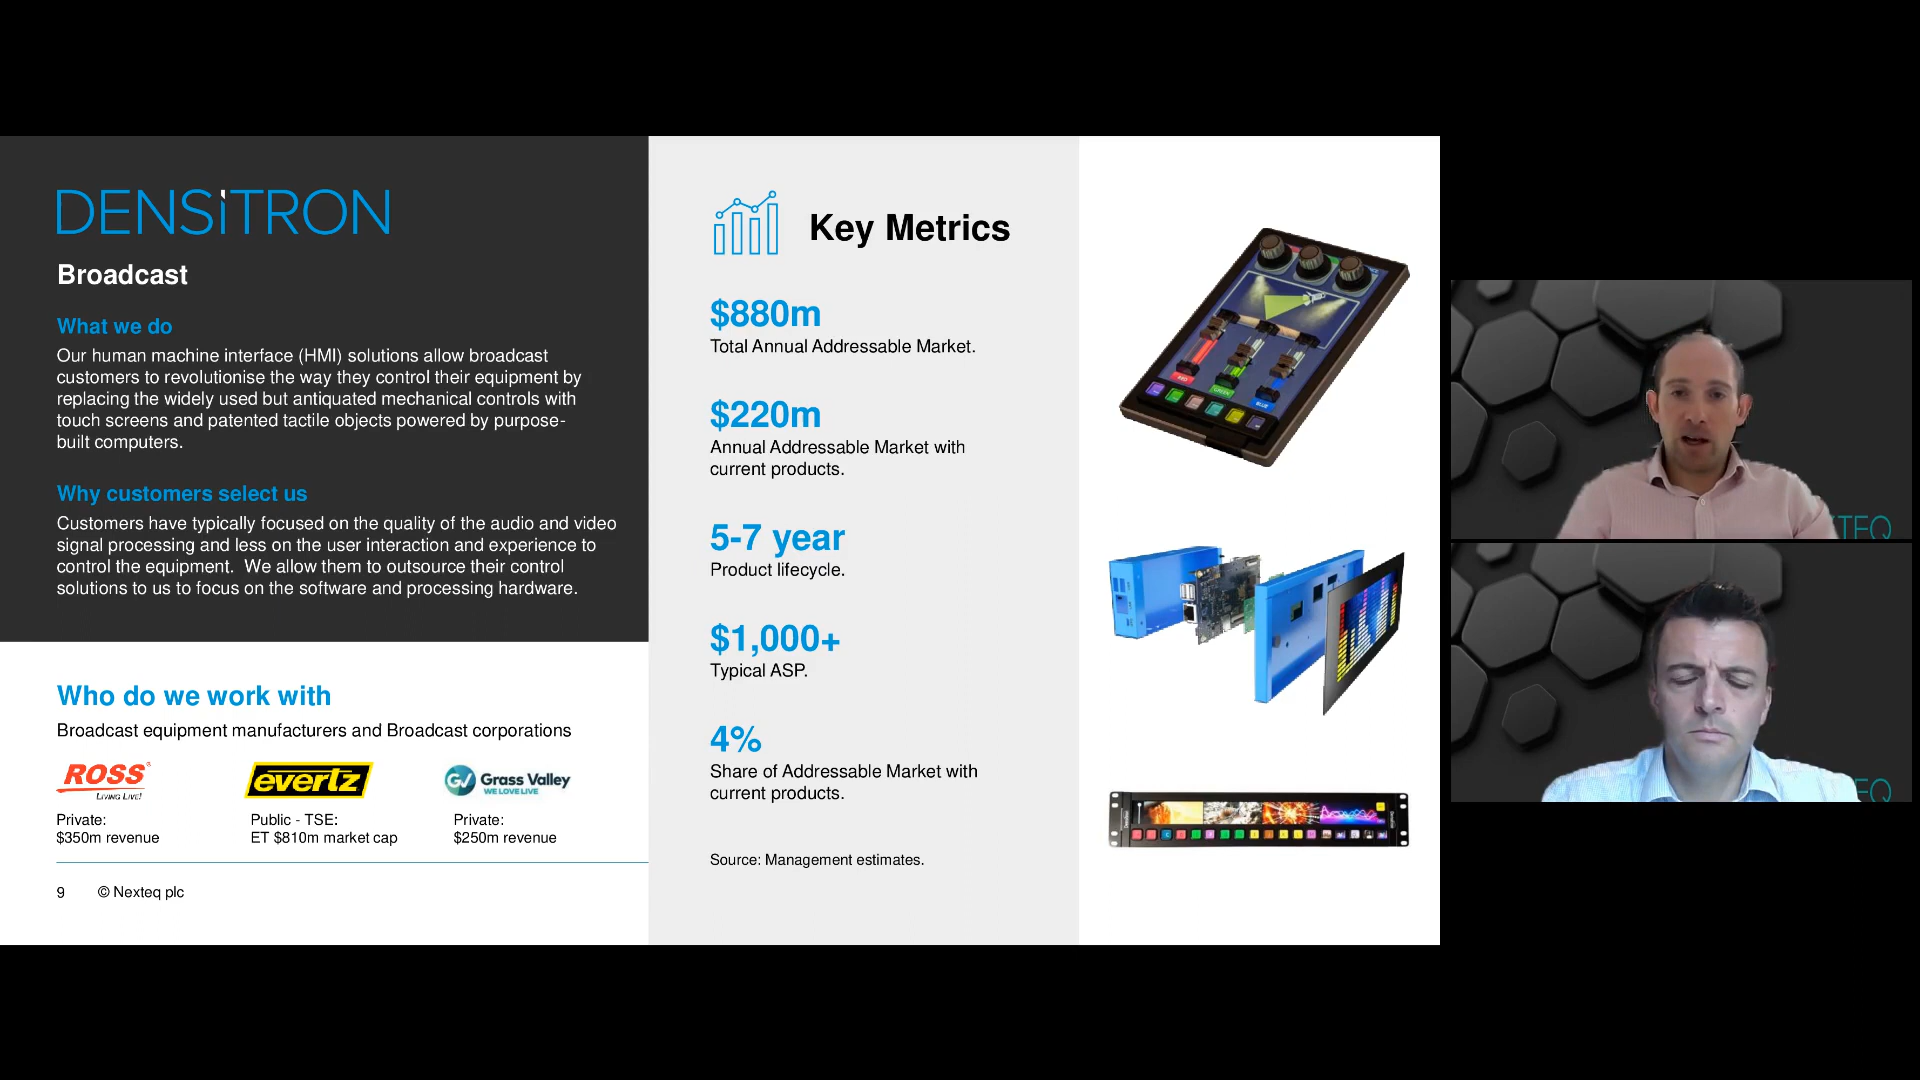 DENSiTRON
Broadcast
What we do
Our human machine interface (HMI) solutions allow broadcast
customers to revolutionise the way they control their equipment by
replacing the widely used but antiquated mechanical controls with
touch screens and patented tactile objects powered by purpose-
built computers.
Why customers select us
Customers have typically focused on the quality of the audio and video
signal processing and less on the user interaction and experience to
control the equipment.  We allow them to outsource their control
solutions to us to focus on the software and processing hardware.
Who do we work with
Broadcast equipment manufacturers and Broadcast corporations
ROSS
LIVING LIVE!
evertz
GV Grass Valley
WE LOVE LIVE
Private:
$350m revenue
Public - TSE:
ET $810m market cap
Private:
$250m revenue
9 © Nexteq plc
Key Metrics
$880m
Total Annual Addressable Market.
$220m
Annual Addressable Market with
current products.
5-7 year
Product lifecycle.
$1,000+
Typical ASP.
4%
Share of Addressable Market with
current products.
Source: Management estimates.
RED
GREEN
BLUE
TEQ
EQ